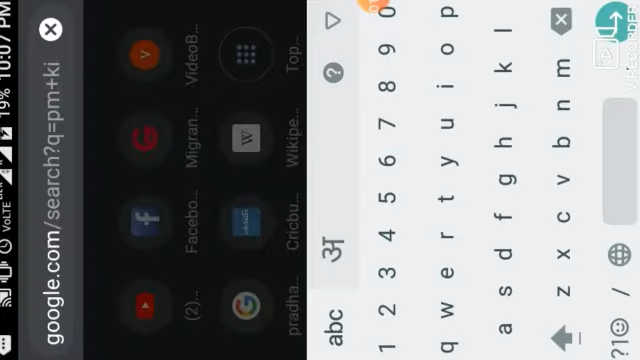 VoLTE 19% 10:07 PM
google.com/search?q=pm+ki
(2)... Facebo... Migran... VideoB...
pradha... Cricbu... Wikipe... Top...
abc अ ?
1 2 3 4 5 6 7 8 9 0
q w e r t y u i o p
a s d f g h j k l
z x c v b n m
?1☺ /
RECORDER